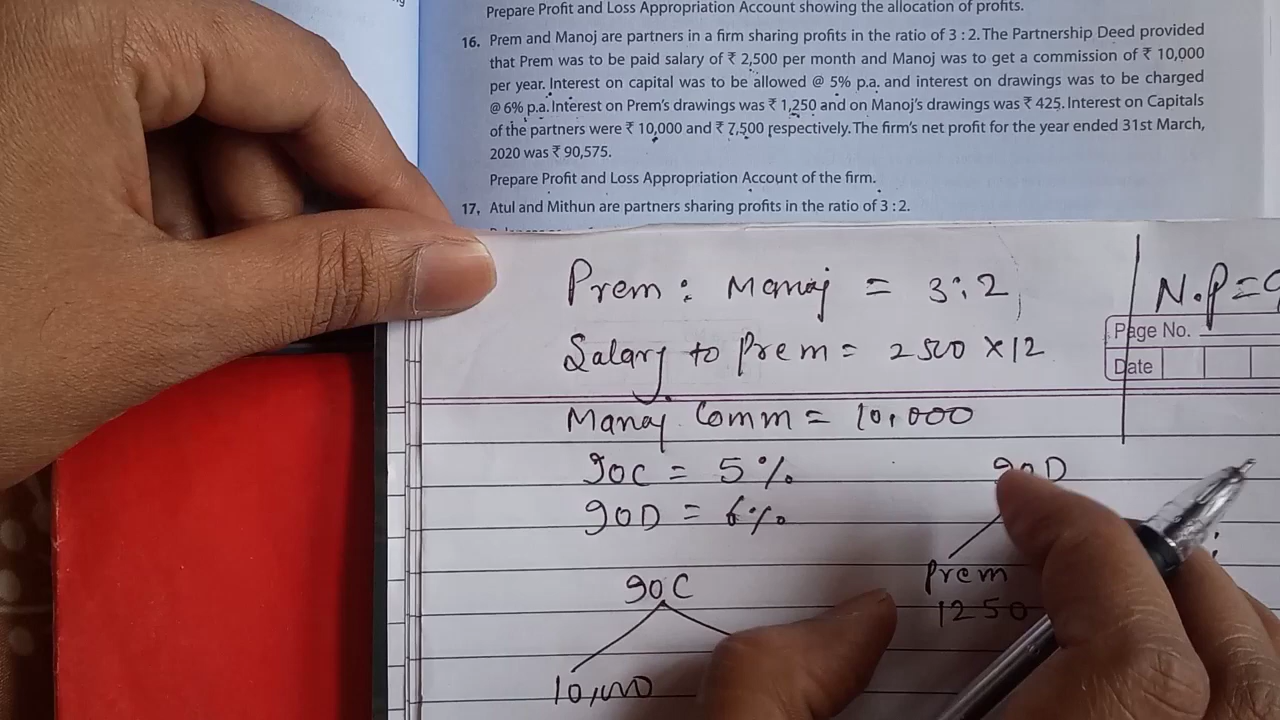 Prepare Profit and Loss Appropriation Account showing the allocation of profits.
16. Prem and Manoj are partners in a firm sharing profits in the ratio of 3 : 2. The Partnership Deed provided
that Prem was to be paid salary of ₹ 2,500 per month and Manoj was to get a commission of ₹ 10,000
per year. Interest on capital was to be allowed @ 5% p.a. and interest on drawings was to be charged
@ 6% p.a. Interest on Prem's drawings was ₹ 1,250 and on Manoj's drawings was ₹ 425. Interest on Capitals
of the partners were ₹ 10,000 and ₹ 7,500 respectively. The firm's net profit for the year ended 31st March,
2020 was ₹ 90,575.
Prepare Profit and Loss Appropriation Account of the firm.
17. Atul and Mithun are partners sharing profits in the ratio of 3 : 2.
Prem : Manoj = 3:2
N.P=9
Page No.
Salary to Prem = 2500 X12
Date
Manoj Comm = 10,000
IOC = 5%
IOD
IOD = 6%
Prem
IOC
1250
10,000